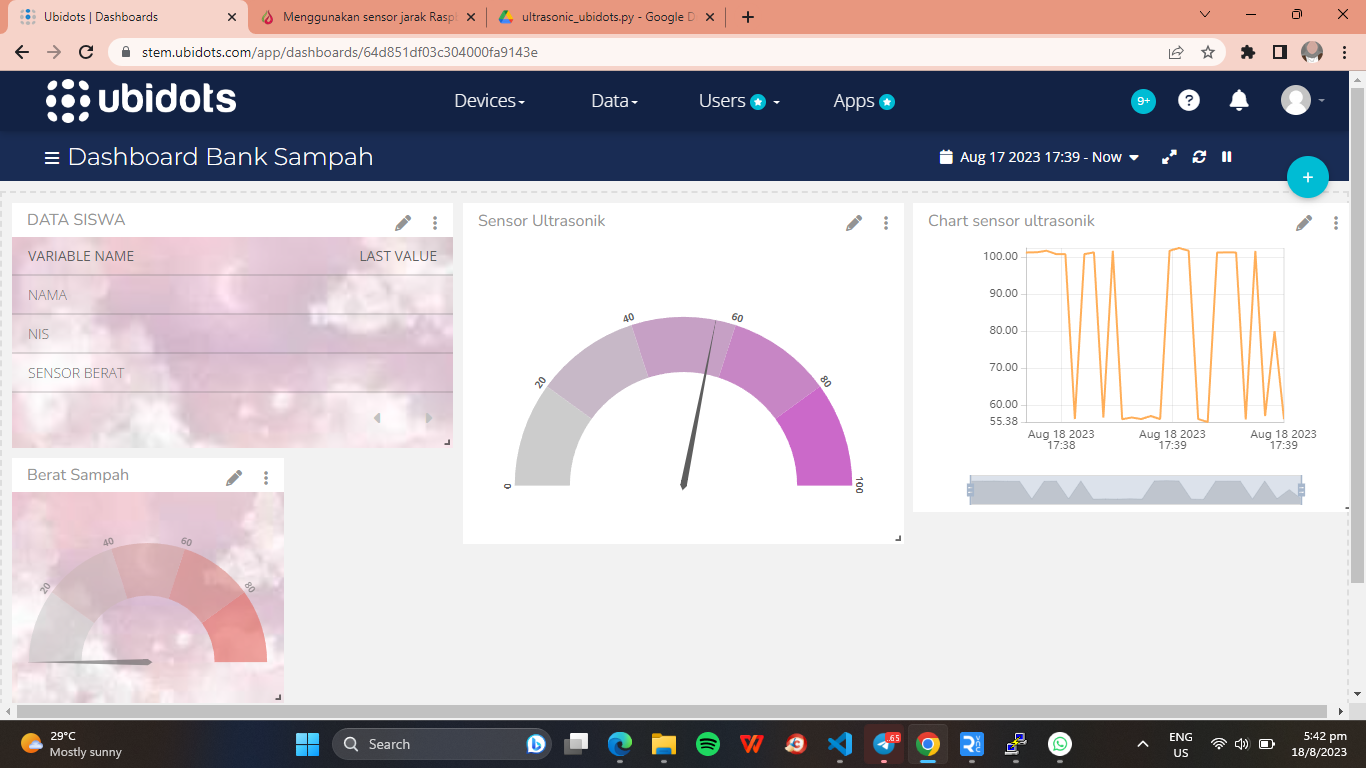 Ubidots | Dashboards
Menggunakan sensor jarak Raspl
ultrasonic_ubidots.py - Google D
stem.ubidots.com/app/dashboards/64d851df03c304000fa9143e
ubidots
Devices
Data
Users
Apps
9+
?
Dashboard Bank Sampah
Aug 17 2023 17:39 - Now
DATA SISWA
VARIABLE NAME LAST VALUE
NAMA
NIS
SENSOR BERAT
Sensor Ultrasonik
0
20
40
60
80
100
Chart sensor ultrasonik
100.00
90.00
80.00
70.00
60.00
55.38
Aug 18 2023
17:38
Aug 18 2023
17:39
Aug 18 2023
17:39
Berat Sampah
20
40
60
80
29°C
Mostly sunny
Search
.65
ENG
US
5:42 pm
18/8/2023